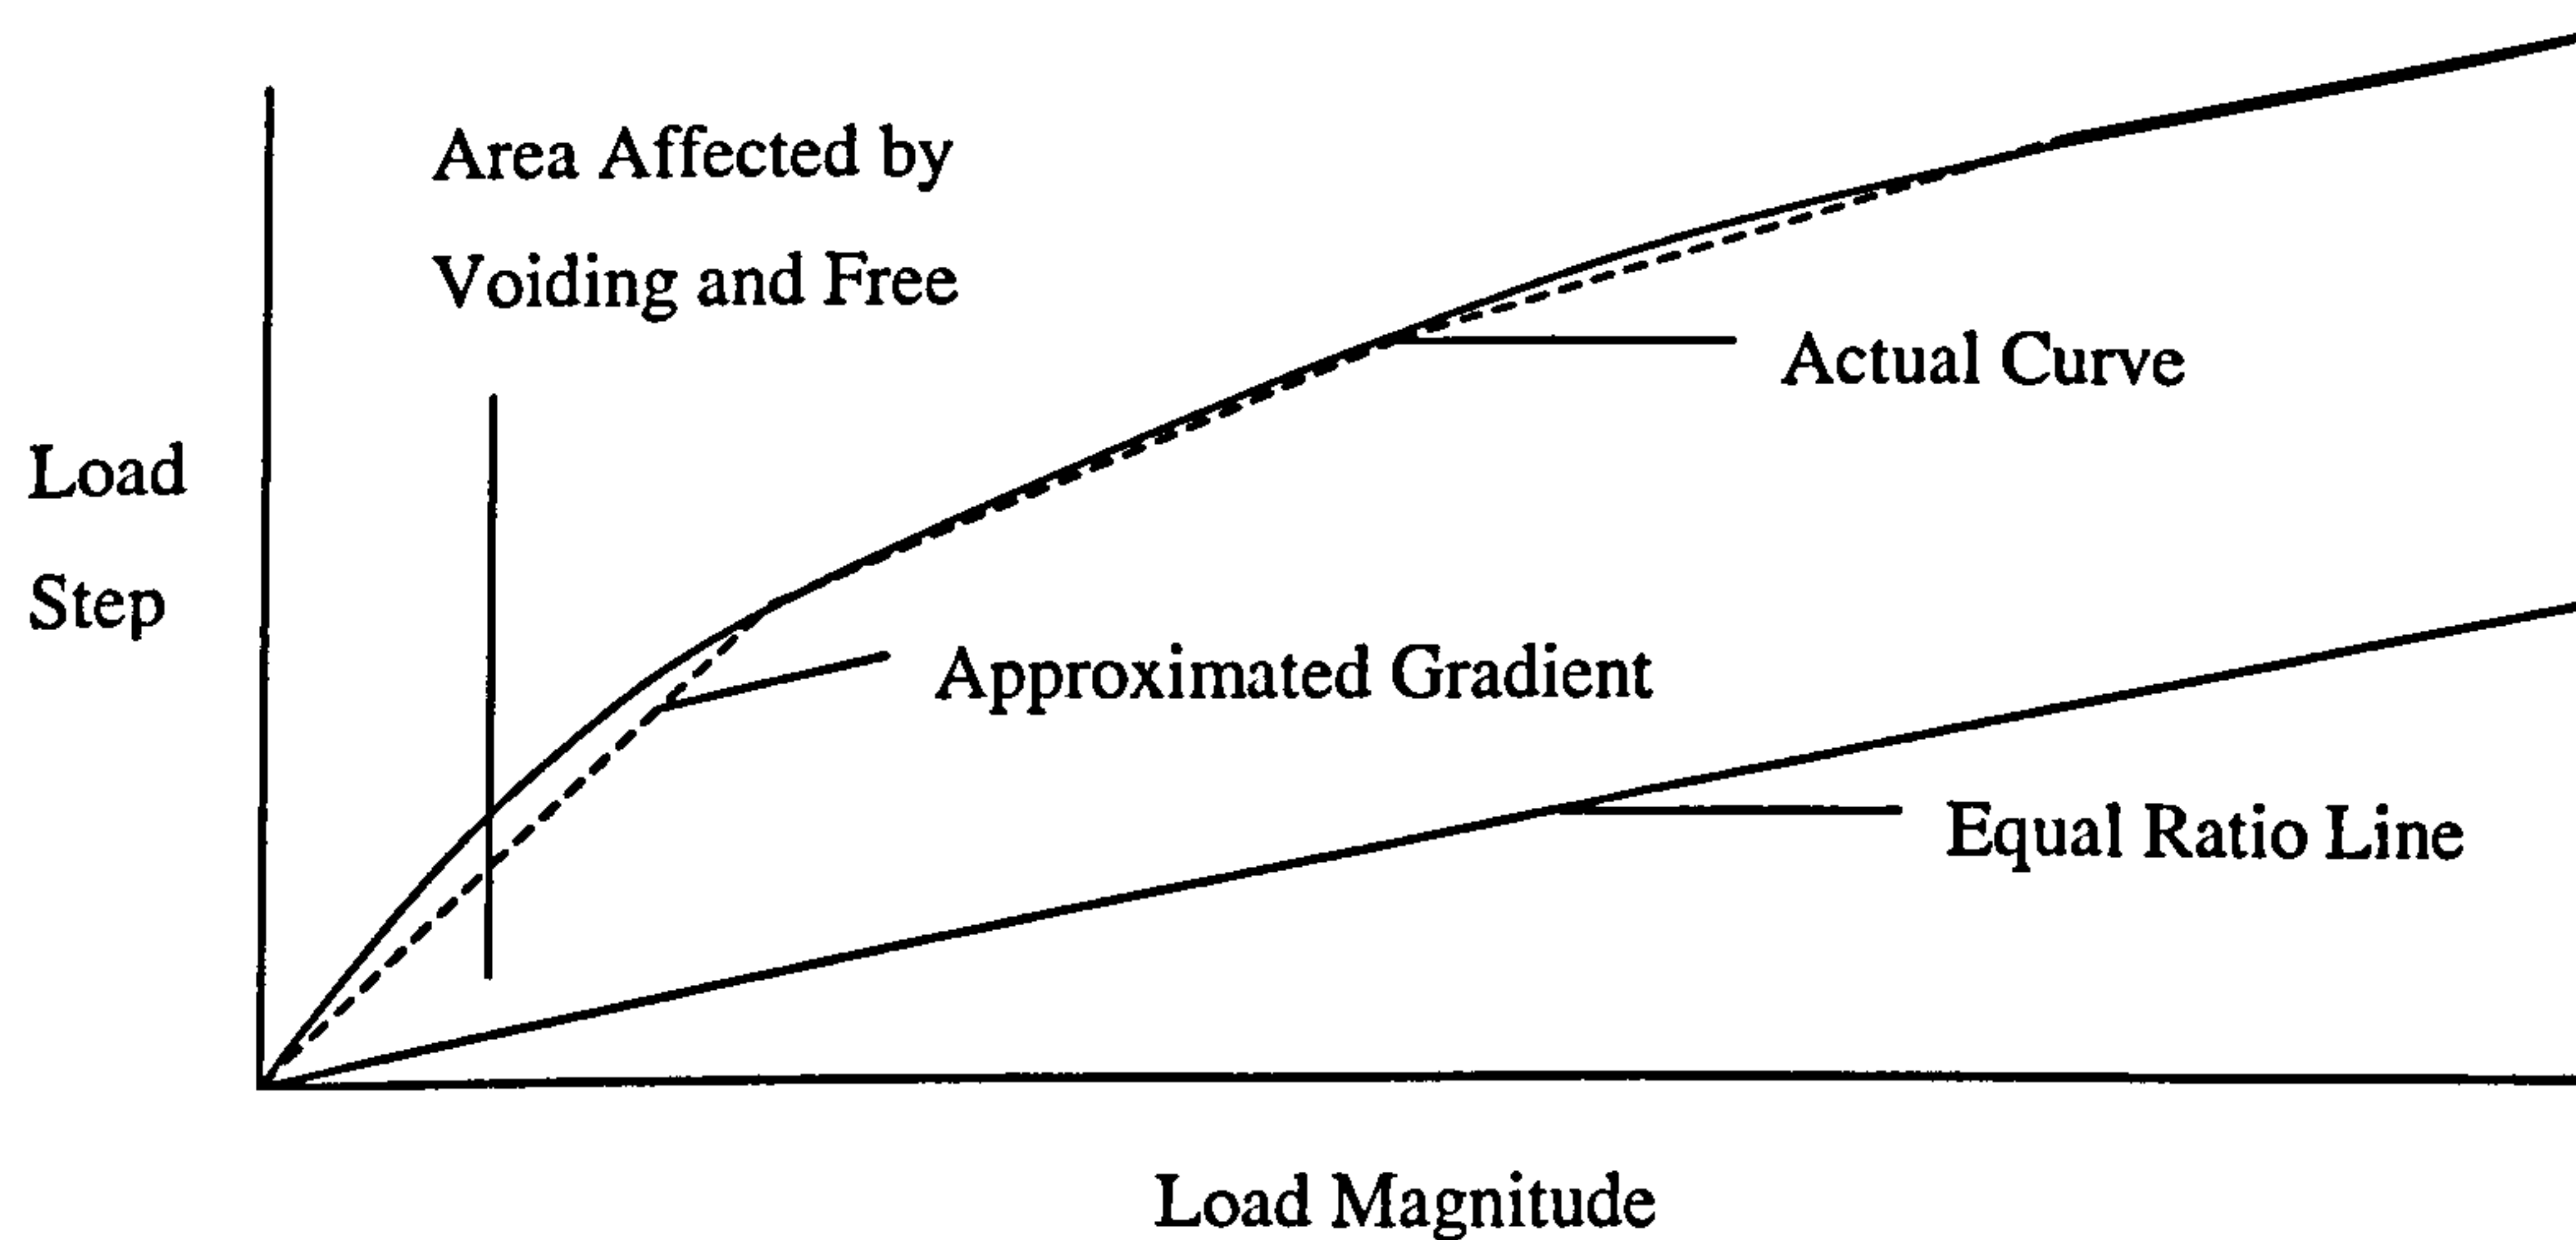 Area Affected by
Voiding and Free
Actual Curve
Load
Step
Approximated Gradient
Equal Ratio Line
Load Magnitude